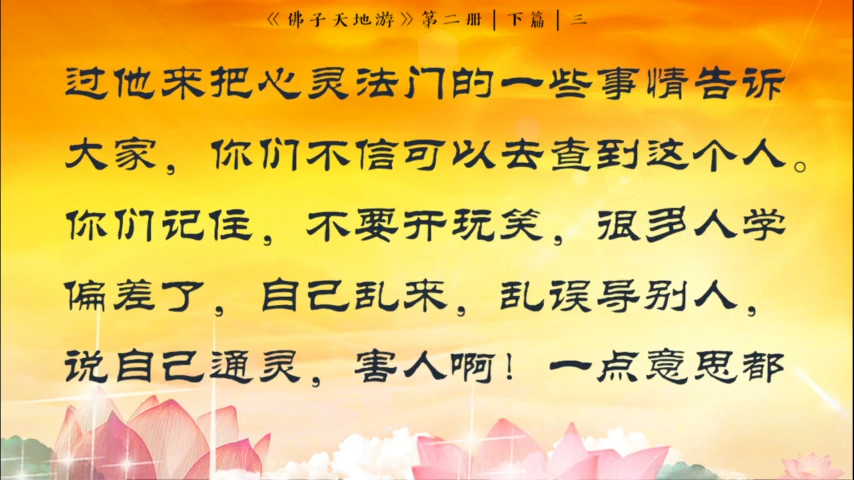 《佛子天地游》第二册|下篇|三
过他来把心灵法门的一些事情告诉
大家，你们不信可以去查到这个人。
你们记住，不要开玩笑，很多人学
偏差了，自己乱来，乱误导别人，
说自己通灵，害人啊！一点意思都